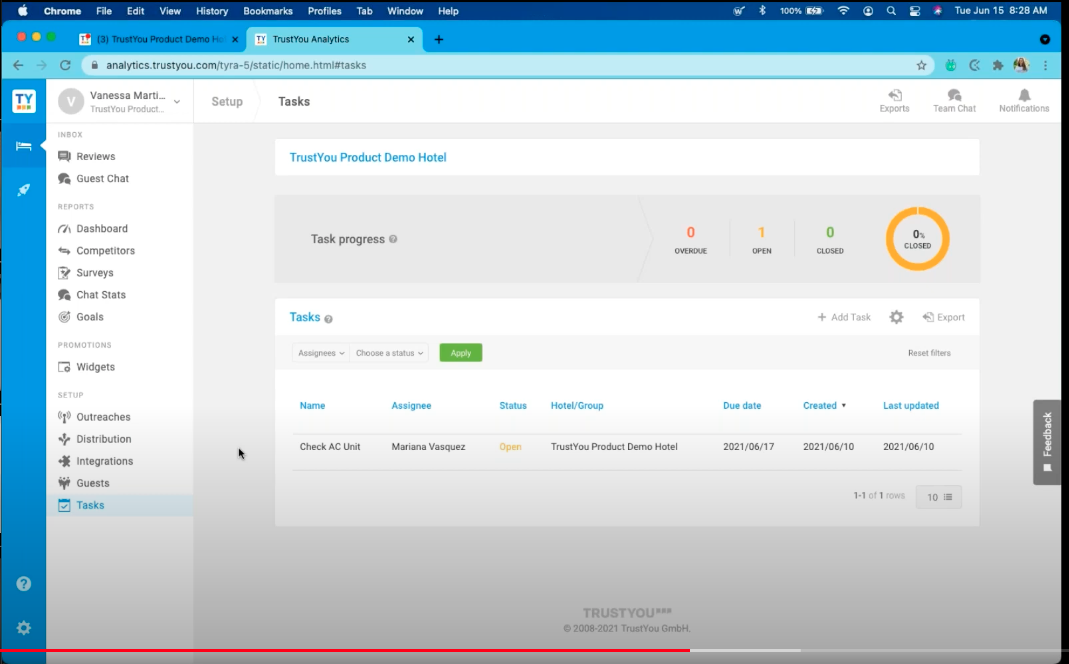 Chrome File Edit View History Bookmarks Profiles Tab Window Help
100% Tue Jun 15 8:28 AM
(3) TrustYou Product Demo Ho
TY TrustYou Analytics
analytics.trustyou.com/tyra-5/static/home.html#tasks
TY
V
Vanessa Marti...
TrustYou Product...
Setup
Tasks
Exports
Team Chat
Notifications
INBOX
Reviews
Guest Chat
REPORTS
Dashboard
Competitors
Surveys
Chat Stats
Goals
PROMOTIONS
Widgets
SETUP
Outreaches
Distribution
Integrations
Guests
Tasks
TrustYou Product Demo Hotel
Task progress
0
OVERDUE
1
OPEN
0
CLOSED
0%
CLOSED
Tasks
+ Add Task
Export
Assignees
Choose a status
Apply
Reset filters
Name Assignee Status Hotel/Group Due date Created Last updated
Check AC Unit Mariana Vasquez Open TrustYou Product Demo Hotel 2021/06/17 2021/06/10 2021/06/10
1-1 of 1 rows
10
Feedback
TRUSTYOU
© 2008-2021 TrustYou GmbH.